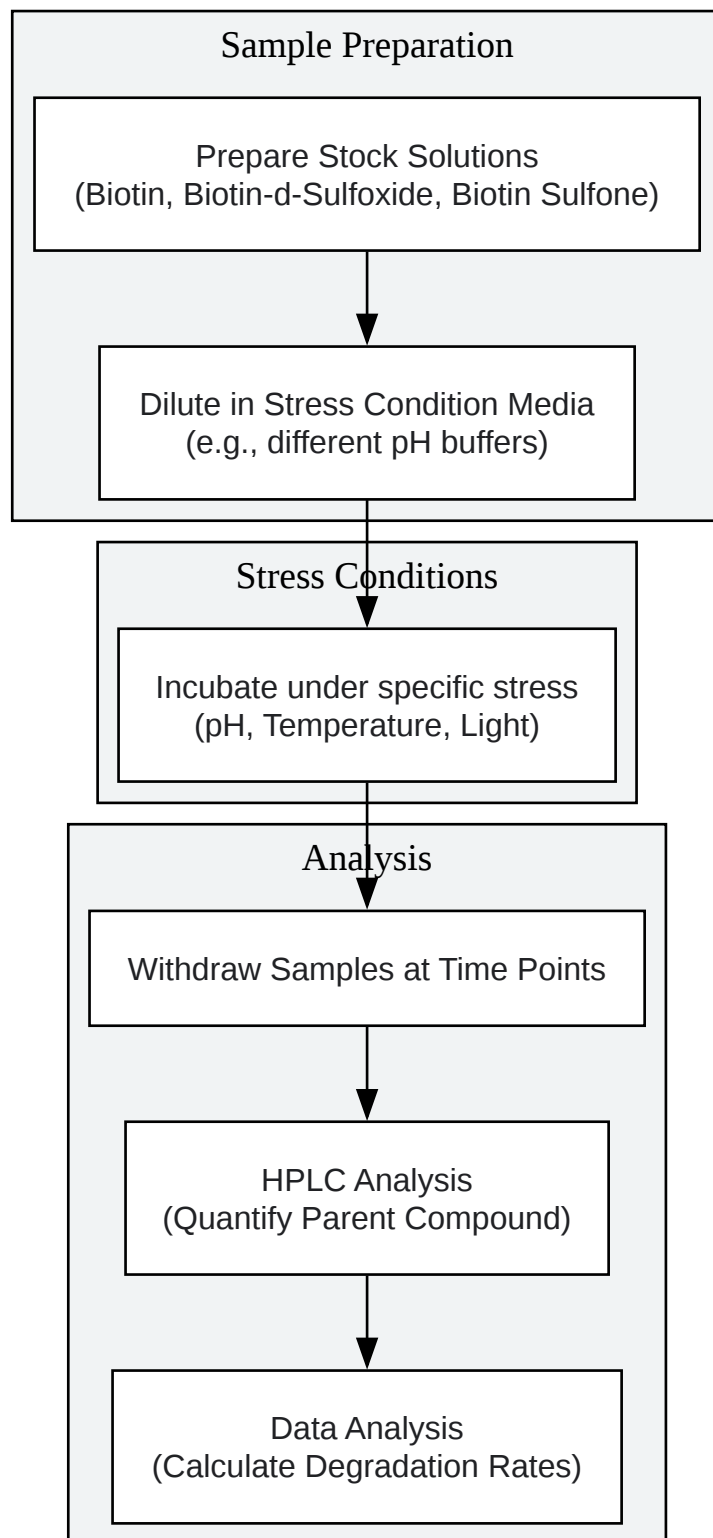 Sample Preparation
Prepare Stock Solutions
(Biotin, Biotin-d-Sulfoxide, Biotin Sulfone)
Dilute in Stress Condition Media
(e.g., different pH buffers)
Stress Conditions
Incubate under specific stress
(pH, Temperature, Light)
Analysis
Withdraw Samples at Time Points
HPLC Analysis
(Quantify Parent Compound)
Data Analysis
(Calculate Degradation Rates)